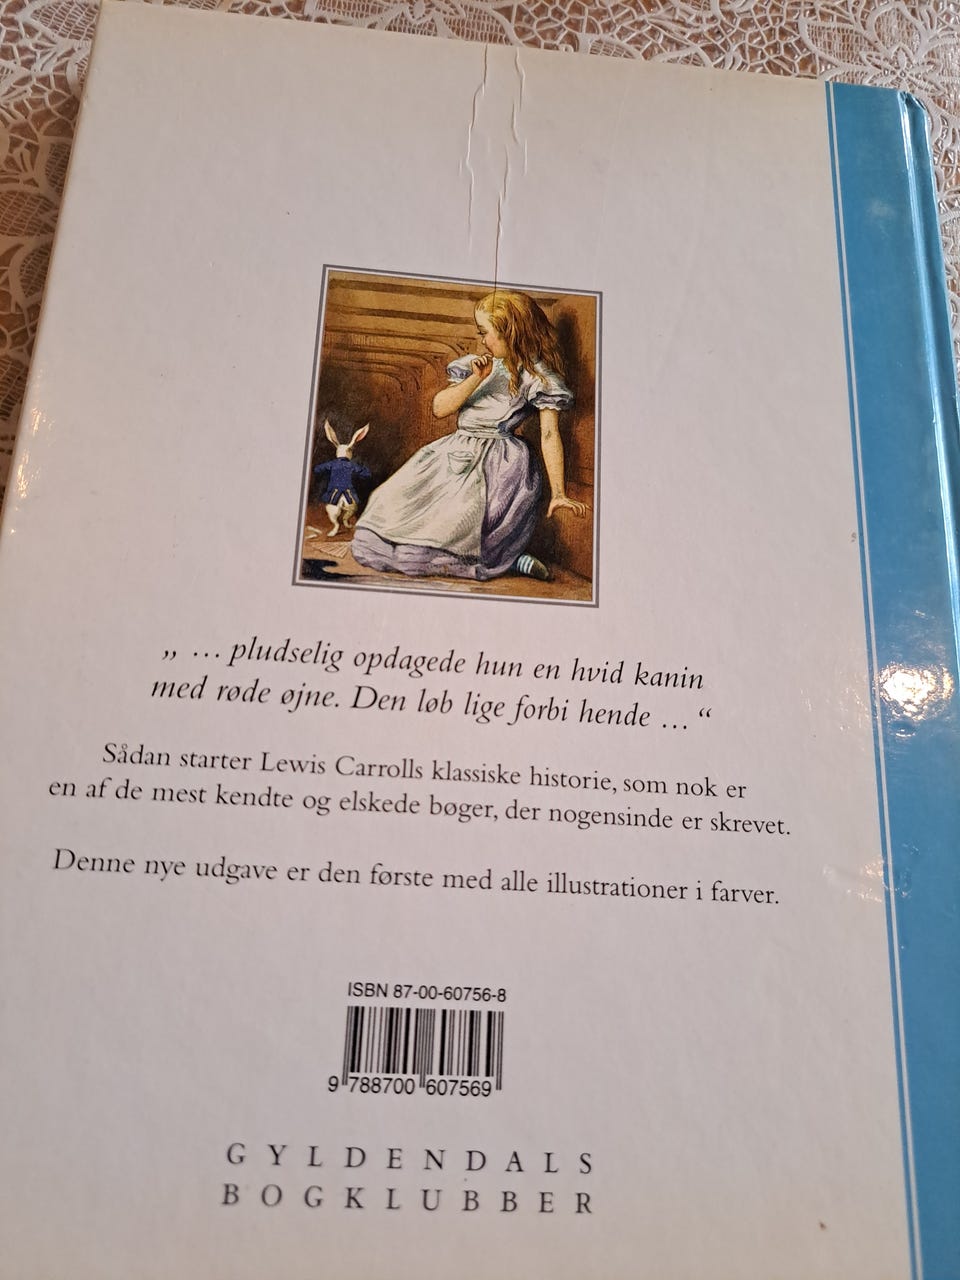 „ ... pludselig opdagede hun en hvid kanin
med røde øjne. Den løb lige forbi hende ... “
Sådan starter Lewis Carrolls klassiske historie, som nok er
en af de mest kendte og elskede bøger, der nogensinde er skrevet.
Denne nye udgave er den første med alle illustrationer i farver.
ISBN 87-00-60756-8
9 788700 607569
GYLDENDALS
BOGKLUBBER